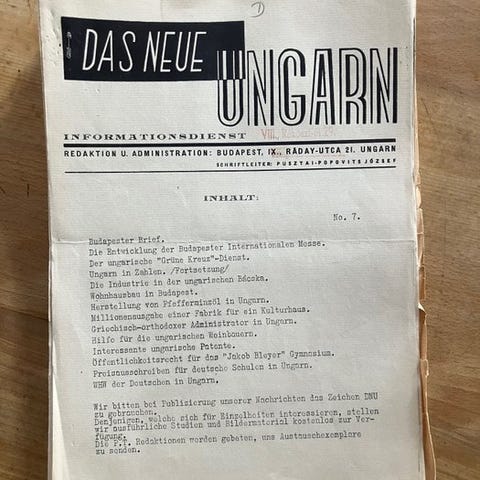 D
DAS NEUE
UNGARN
INFORMATIONSDIENST
REDAKTION U. ADMINISTRATION: BUDAPEST, IX., RÁDAY-UTCA 21. UNGARN
SCHRIFTLEITER: PUSZTAI-POPOVITS JÓZSEF
INHALT:
No. 7.
Budapester Brief.
Die Entwicklung der Budapester Internationalen Messe.
Der ungarische "Grüne Kreuz"-Dienst.
Ungarn in Zahlen. /Fortsetzung/
Die Industrie in der ungarischen Bácska.
Wohnhausbau in Budapest.
Herstellung von Pfefferminzöl in Ungarn.
Millionenausgabe einer Fabrik für ein Kulturhaus.
Griechisch-orthodoxer Administrator in Ungarn.
Hilfe für die ungarischen Weinbauern.
Interessante ungarische Patente.
Öffentlichkeitsrecht für das "Jakob Bleyer" Gymnasium.
Preisausschreiben für deutsche Schulen in Ungarn.
WHW der Deutschen in Ungarn.
Wir bitten bei Publizierung unserer Nachrichten das Zeichen DNU
zu gebrauchen.
Denjenigen, welche sich für Einzelheiten interessieren, stellen
wir ausführliche Studien und Bildermaterial kostenlos zur Ver-
fügung.
Die P.T. Redaktionen werden gebeten, uns Austauschexemplare
zu senden.